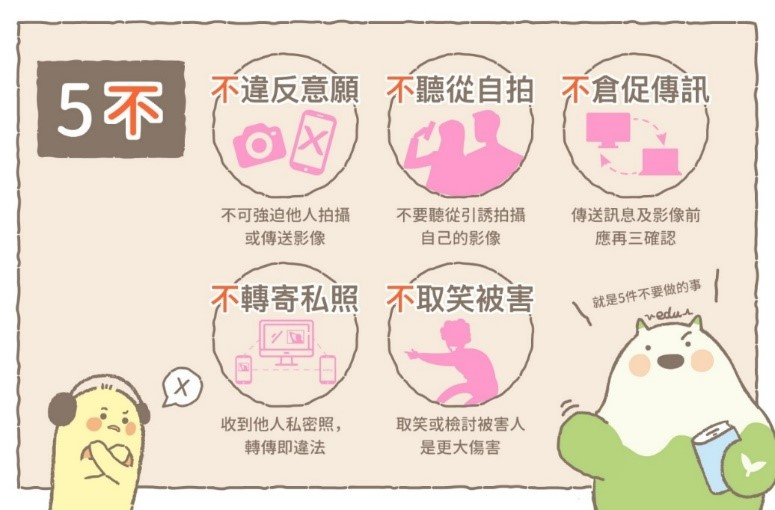 5不
不違反意願
不可強迫他人拍攝
或傳送影像
不聽從自拍
不要聽從引誘拍攝
自己的影像
不倉促傳訊
傳送訊息及影像前
應再三確認
不轉寄私照
收到他人私密照，
轉傳即違法
不取笑被害
取笑或檢討被害人
是更大傷害
就是5件不要做的事
edu
X